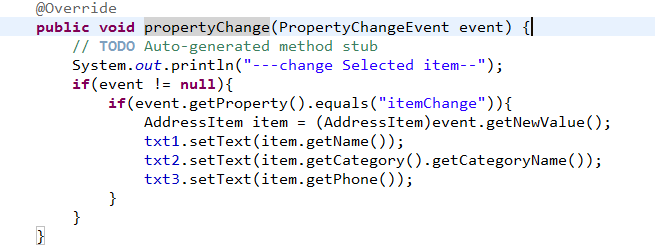 @Override
public void propertyChange(PropertyChangeEvent event) {
// TODO Auto-generated method stub
System.out.println("---change Selected item--");
if(event != null){
if(event.getProperty().equals("itemChange")){
AddressItem item = (AddressItem)event.getNewValue();
txt1.setText(item.getName());
txt2.setText(item.getCategory().getCategoryName());
txt3.setText(item.getPhone());
}
}
}